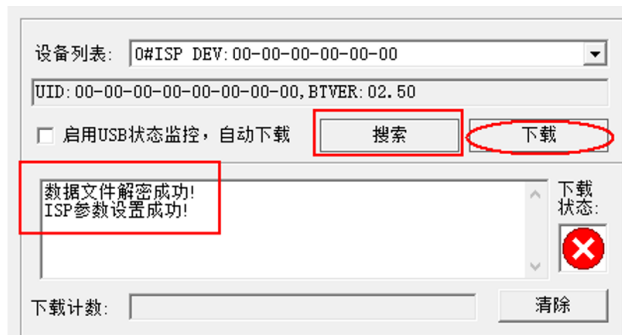 设备列表: 0#ISP DEV:00-00-00-00-00-00
UID:00-00-00-00-00-00-00-00,BTVER:02.50
启用USB状态监控，自动下载 搜索 下载
数据文件解密成功!
ISP参数设置成功!
下载
状态:
下载计数: 清除